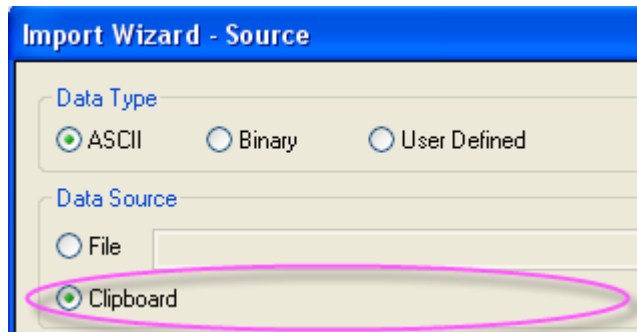 Import Wizard - Source
Data Type
ASCII Binary User Defined
Data Source
File
Clipboard